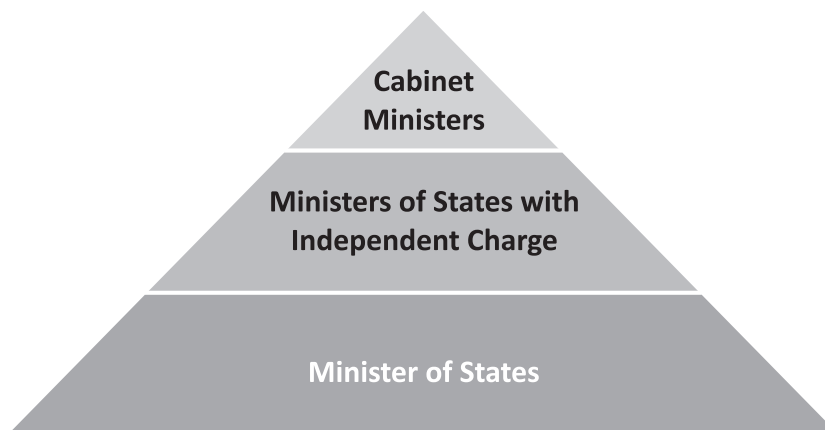 Cabinet
Ministers
Ministers of States with
Independent Charge
Minister of States